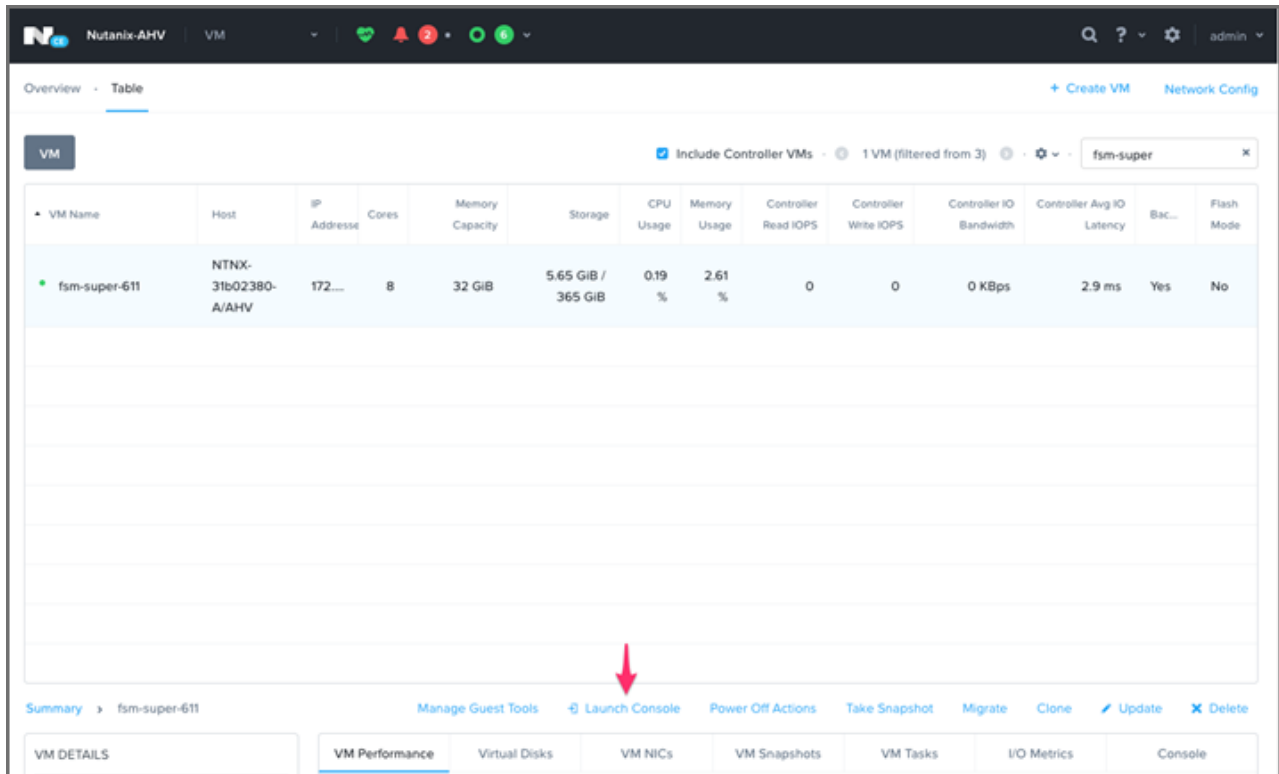 N CE Nutanix-AHV VM 2 6 ? admin
Overview · Table + Create VM Network Config
VM Include Controller VMs · 1 VM (filtered from 3) · · fsm-super ×
VM Name Host IP Addresse Cores Memory Capacity Storage CPU Usage Memory Usage Controller Read IOPS Controller Write IOPS Controller IO Bandwidth Controller Avg IO Latency Bac... Flash Mode
NTNX-
fsm-super-611 31b02380- 172.... 8 32 GiB 5.65 GiB / 365 GiB 0.19 % 2.61 % 0 0 0 KBps 2.9 ms Yes No
A/AHV
Summary › fsm-super-611 Manage Guest Tools Launch Console Power Off Actions Take Snapshot Migrate Clone Update Delete
VM DETAILS VM Performance Virtual Disks VM NICs VM Snapshots VM Tasks I/O Metrics Console